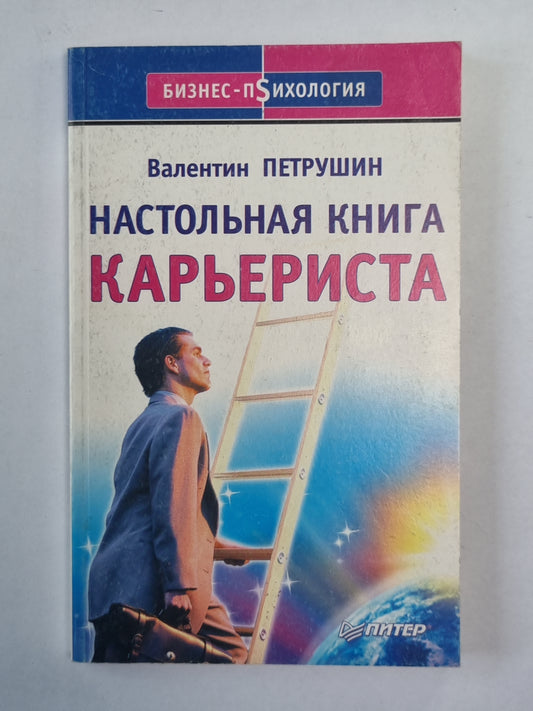 БИЗНЕС-ПSИХОЛОГИЯ
Валентин ПЕТРУШИН
НАСТОЛЬНАЯ КНИГА
КАРЬЕРИСТА
ПИТЕР